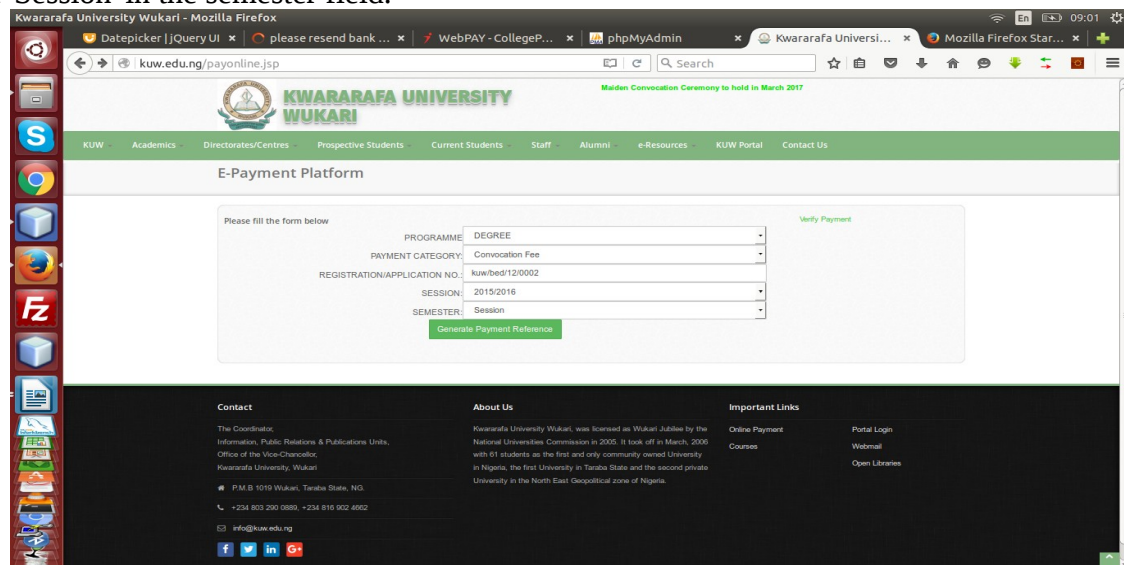 'Session' in the semester field.
Kwararafa University Wukari - Mozilla Firefox
En
09:01
Datepicker | jQuery UI
please resend bank ...
WebPAY - CollegeP...
phpMyAdmin
Kwararafa Universi...
Mozilla Firefox Star...
kuw.edu.ng/payonline.jsp
Search
KWARARAFA UNIVERSITY
WUKARI
Maiden Convocation Ceremony to hold in March 2017
KUW
Academics
Directorates/Centres
Prospective Students
Current Students
Staff
Alumni
e-Resources
KUW Portal
Contact Us
E-Payment Platform
Please fill the form below
Verify Payment
PROGRAMME DEGREE
PAYMENT CATEGORY: Convocation Fee
REGISTRATION/APPLICATION NO.: kuw/bed/12/0002
SESSION: 2015/2016
SEMESTER: Session
Generate Payment Reference
Contact
The Coordinator,
Information, Public Relations & Publications Units,
Office of the Vice-Chancellor,
Kwararafa University, Wukari
P.M.B 1019 Wukari, Taraba State, NG.
+234 803 290 0889, +234 816 902 4662
info@kuw.edu.ng
About Us
Kwararafa University Wukari, was licensed as Wukari Jubilee by the
National Universities Commission in 2005. It took off in March, 2006
with 61 students as the first and only community owned University
in Nigeria, the first University in Taraba State and the second private
University in the North East Geopolitical zone of Nigeria.
Important Links
Online Payment
Courses
Portal Login
Webmail
Open Libraries